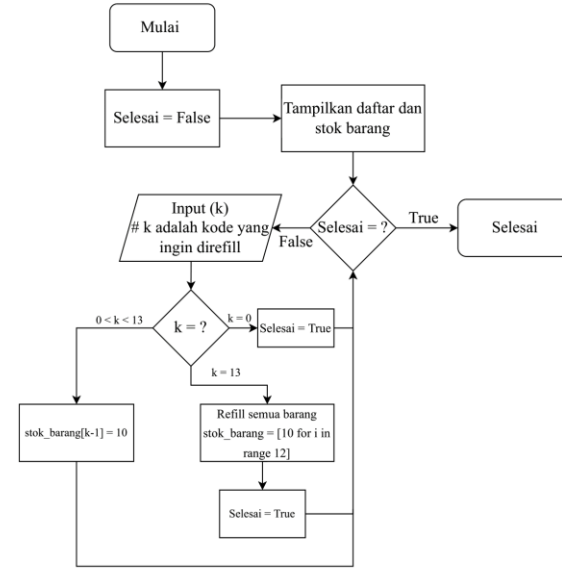 Mulai
Selesai = False
Tampilkan daftar dan
stok barang
Input (k)
# k adalah kode yang
ingin direfill
False
Selesai = ?
True
Selesai
0 < k < 13
k = ?
k = 0
Selesai = True
k = 13
stok_barang[k-1] = 10
Refill semua barang
stok_barang = [10 for i in
range 12]
Selesai = True